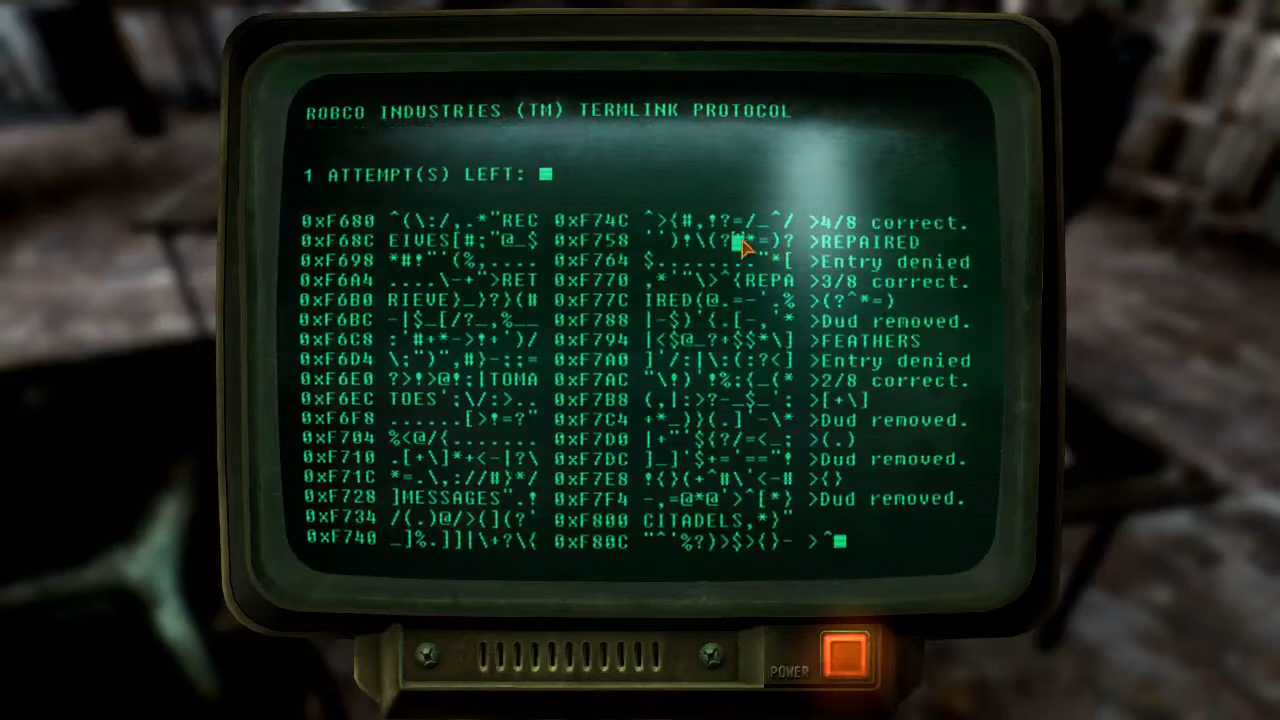 ROBCO INDUSTRIES (TM) TERMLINK PROTOCOL
1 ATTEMPT(S) LEFT:
0xF680 ^(\:/,.*"REC 0xF74C ^>{#,!?=/_^/ >4/8 correct.
0xF68C EIVES[#;"@_$ 0xF758 '')!\(?^*=)? >REPAIRED
0xF698 *#!"'(%,.... 0xF764 $........"*[ >Entry denied
0xF6A4 ....\-+">RET 0xF770 ,*'"\>^{REPA >3/8 correct.
0xF6B0 RIEVE}_}?}(# 0xF77C IRED(@.=-'.% >(?^*=)
0xF6BC -|$_[/?_,%__ 0xF788 |-$)'{.[-,'* >Dud removed.
0xF6C8 :'#+*->!+')/ 0xF794 |<$@_?+$$*\] >FEATHERS
0xF6D4 \;")",#}-;;= 0xF7A0 ]'/:|\:(:?<] >Entry denied
0xF6E0 ?>!>@!;|TOMA 0xF7AC "\!)'!%;{_(* >2/8 correct.
0xF6EC TOES':\/:>.. 0xF7B8 (,|:>?-_$_': >[+\]
0xF6F8 ......[>!=?" 0xF7C4 +*_))(.]'-\* >Dud removed.
0xF704 %<@/{....... 0xF7D0 |+"'${?/=<_; >(.)
0xF710 .[+\]*+<-|?\ 0xF7DC ]_]'$+='=="! >Dud removed.
0xF71C *=.\,://#}*/ 0xF7E8 !{}(+^#\'<-# >{}
0xF728 ]MESSAGES".! 0xF7F4 -,=@*@'>^[*} >Dud removed.
0xF734 /(.)@/>(](?' 0xF800 CITADELS,*}"
0xF740 _]%.]]|\+?\{ 0xF80C "^'%?)>$>{}- >^
POWER